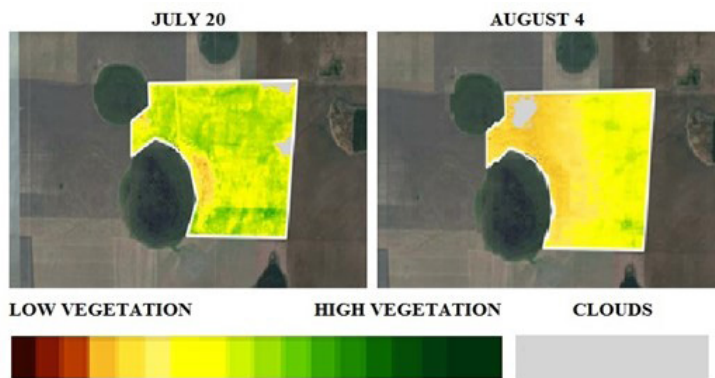 JULY 20
AUGUST 4
LOW VEGETATION
HIGH VEGETATION
CLOUDS